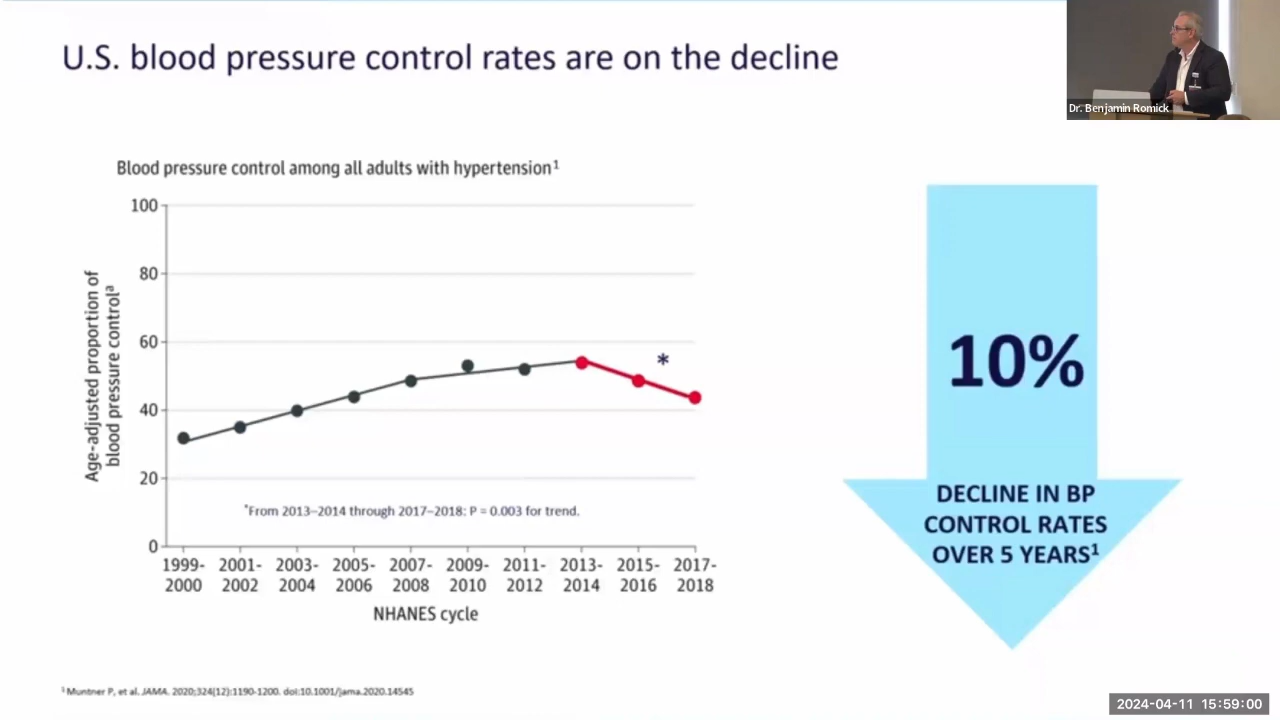 U.S. blood pressure control rates are on the decline
Dr. Benjamin Romick
Blood pressure control among all adults with hypertension¹
Age-adjusted proportion of
blood pressure controlᵃ
100
80
60
40
20
0
*
*From 2013–2014 through 2017–2018: P = 0.003 for trend.
1999- 2001- 2003- 2005- 2007- 2009- 2011- 2013- 2015- 2017-
2000 2002 2004 2006 2008 2010 2012 2014 2016 2018
NHANES cycle
10%
DECLINE IN BP
CONTROL RATES
OVER 5 YEARS¹
¹Muntner P, et al. JAMA. 2020;324(12):1190-1200. doi:10.1001/jama.2020.14545
2024-04-11 15:59:00